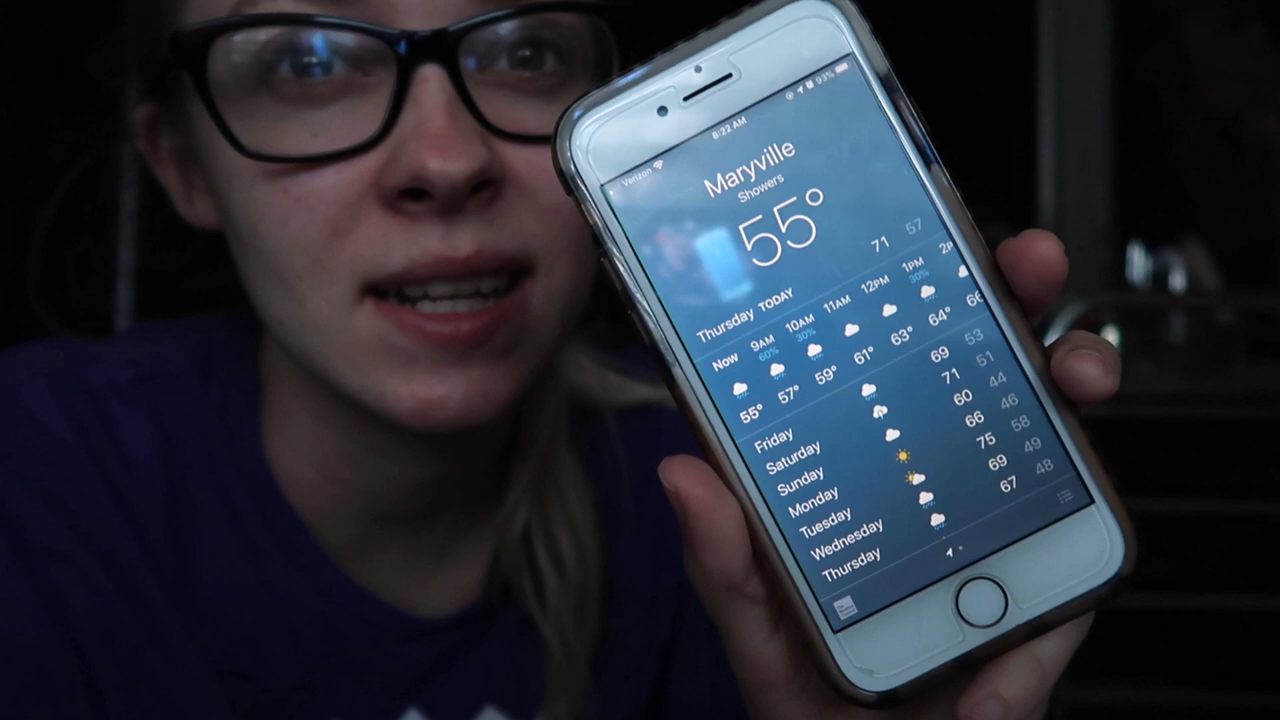 Verizon 8:22 AM 93%
Maryville
Showers
55°
Thursday TODAY 71 57
Now 9AM 10AM 11AM 12PM 1PM 2P
60% 30% 30%
55° 57° 59° 61° 63° 64° 66
Friday 69 53
Saturday 71 51
Sunday 60 44
Monday 66 46
Tuesday 75 58
Wednesday 69 49
Thursday 67 48